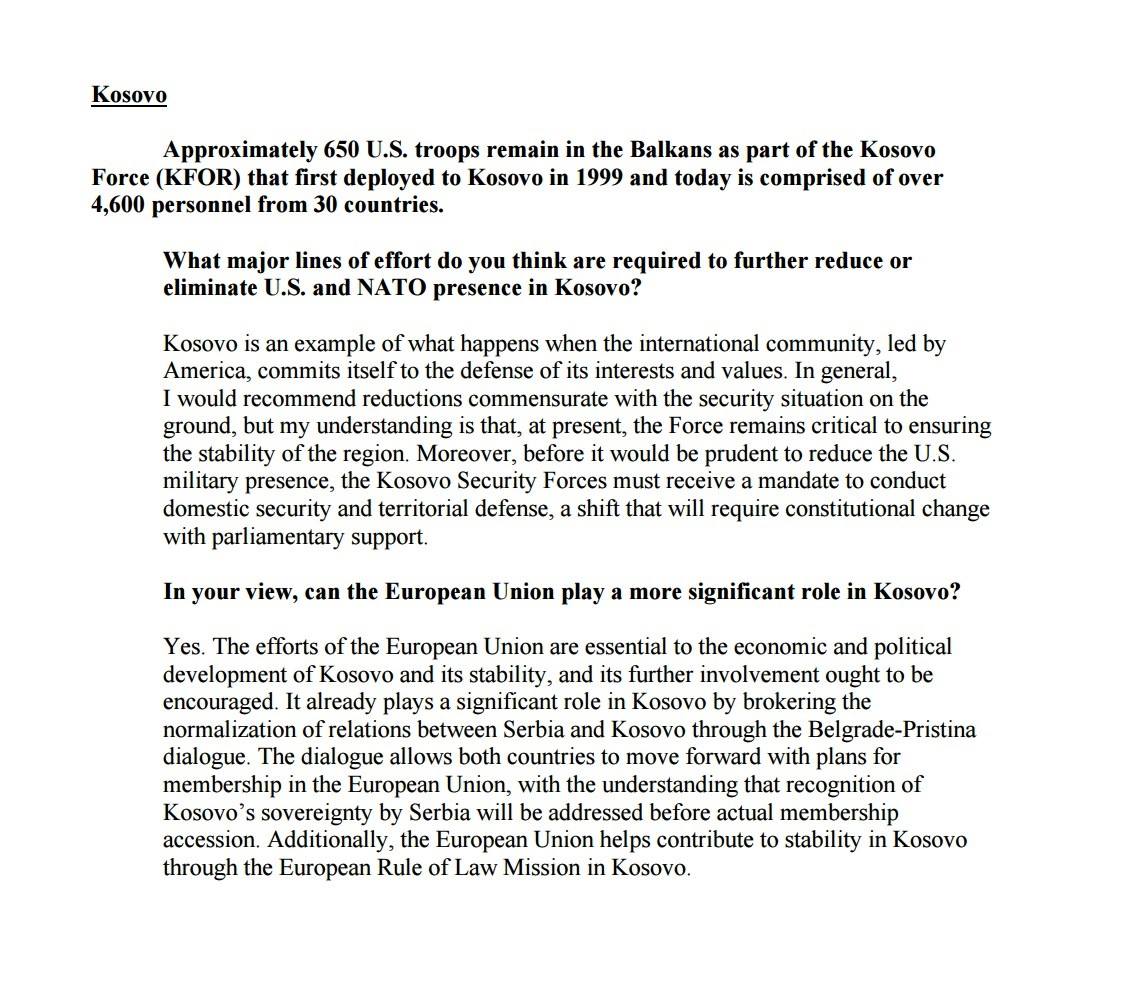 Kosovo
Approximately 650 U.S. troops remain in the Balkans as part of the Kosovo
Force (KFOR) that first deployed to Kosovo in 1999 and today is comprised of over
4,600 personnel from 30 countries.
What major lines of effort do you think are required to further reduce or
eliminate U.S. and NATO presence in Kosovo?
Kosovo is an example of what happens when the international community, led by
America, commits itself to the defense of its interests and values. In general,
I would recommend reductions commensurate with the security situation on the
ground, but my understanding is that, at present, the Force remains critical to ensuring
the stability of the region. Moreover, before it would be prudent to reduce the U.S.
military presence, the Kosovo Security Forces must receive a mandate to conduct
domestic security and territorial defense, a shift that will require constitutional change
with parliamentary support.
In your view, can the European Union play a more significant role in Kosovo?
Yes. The efforts of the European Union are essential to the economic and political
development of Kosovo and its stability, and its further involvement ought to be
encouraged. It already plays a significant role in Kosovo by brokering the
normalization of relations between Serbia and Kosovo through the Belgrade-Pristina
dialogue. The dialogue allows both countries to move forward with plans for
membership in the European Union, with the understanding that recognition of
Kosovo’s sovereignty by Serbia will be addressed before actual membership
accession. Additionally, the European Union helps contribute to stability in Kosovo
through the European Rule of Law Mission in Kosovo.